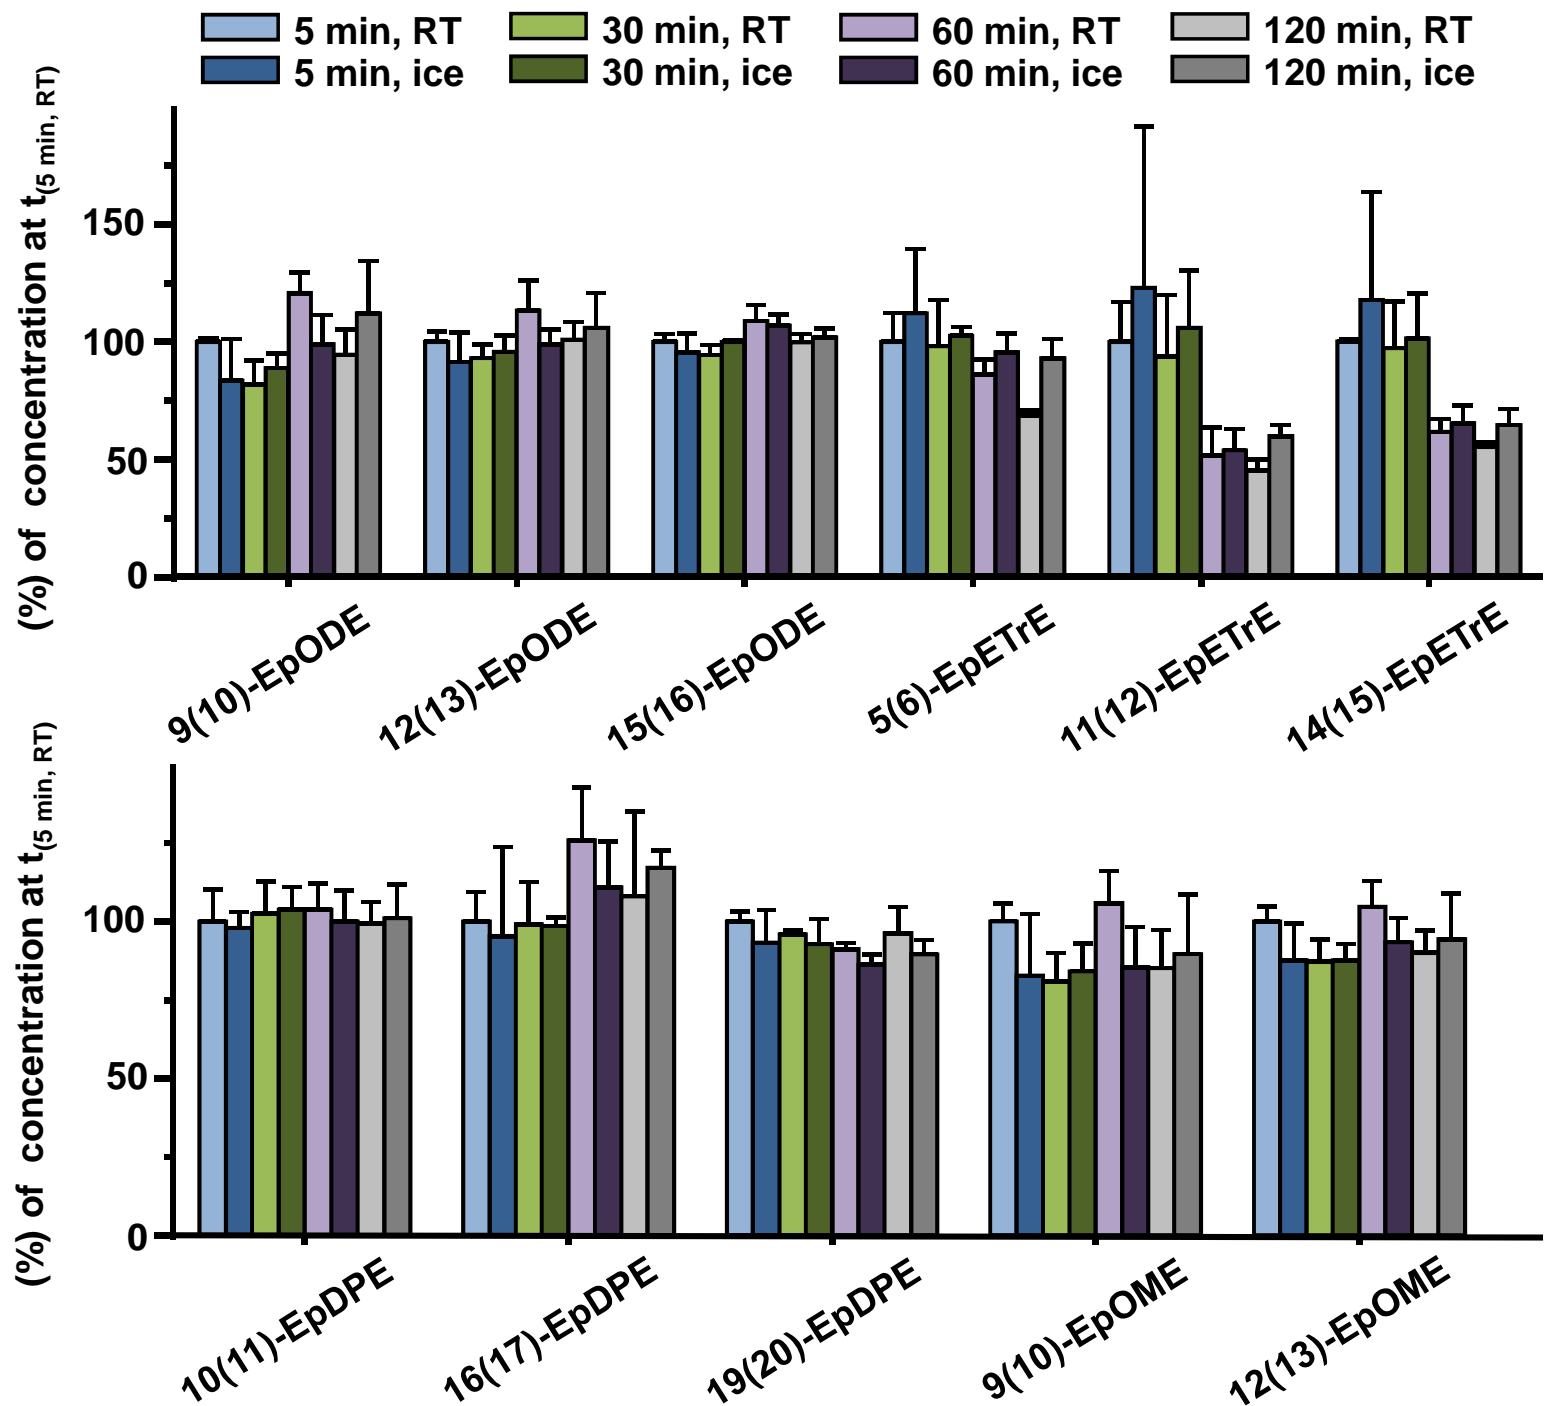 5 min, RT 30 min, RT 60 min, RT 120 min, RT
5 min, ice 30 min, ice 60 min, ice 120 min, ice
(%) of concentration at t(5 min, RT)
150
100
50
0
9(10)-EpODE 12(13)-EpODE 15(16)-EpODE 5(6)-EpETrE 11(12)-EpETrE 14(15)-EpETrE
(%) of concentration at t(5 min, RT)
100
50
0
10(11)-EpDPE 16(17)-EpDPE 19(20)-EpDPE 9(10)-EpOME 12(13)-EpOME